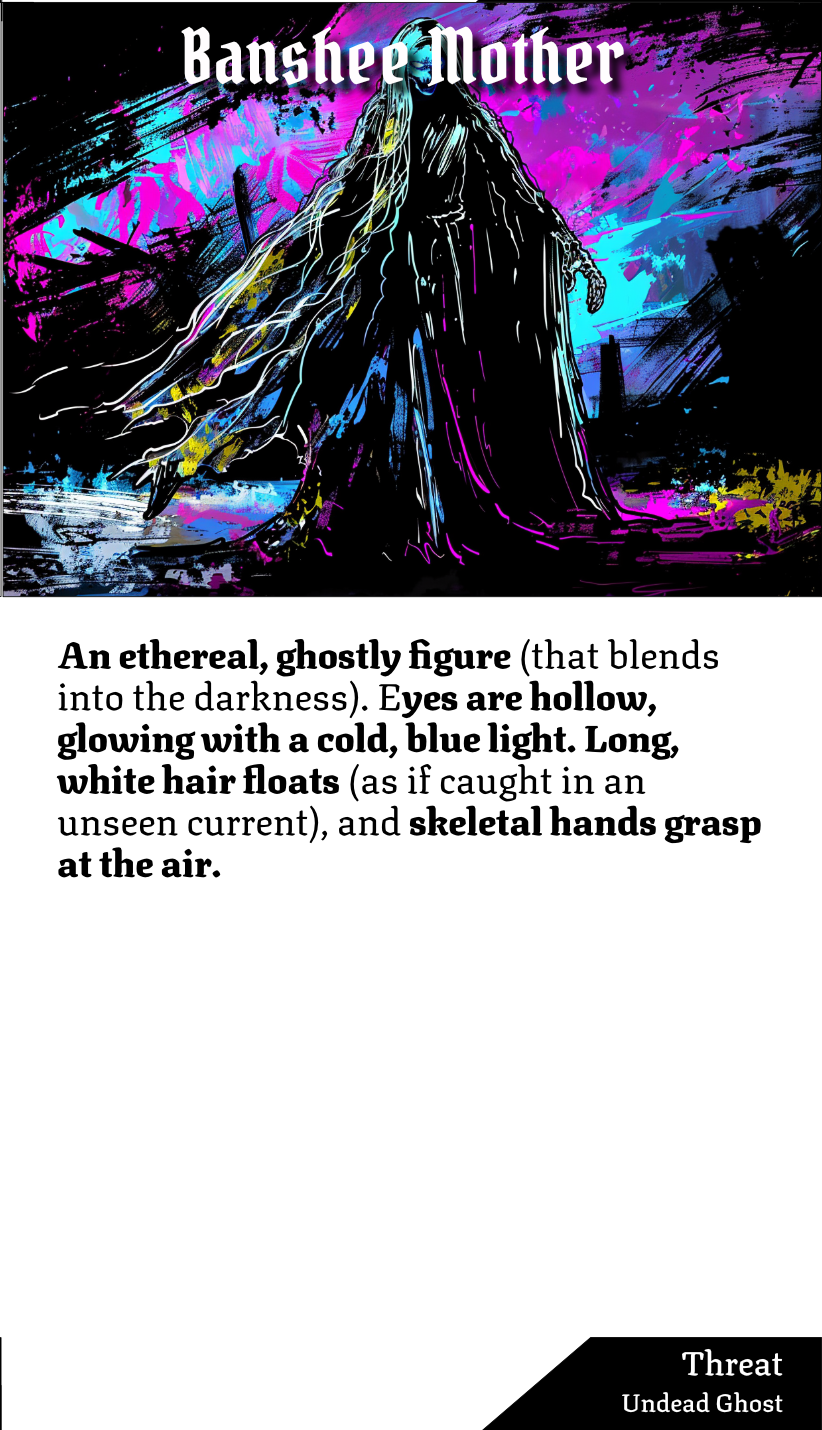 Banshee Mother
An ethereal, ghostly figure (that blends
into the darkness). Eyes are hollow,
glowing with a cold, blue light. Long,
white hair floats (as if caught in an
unseen current), and skeletal hands grasp
at the air.
Threat
Undead Ghost